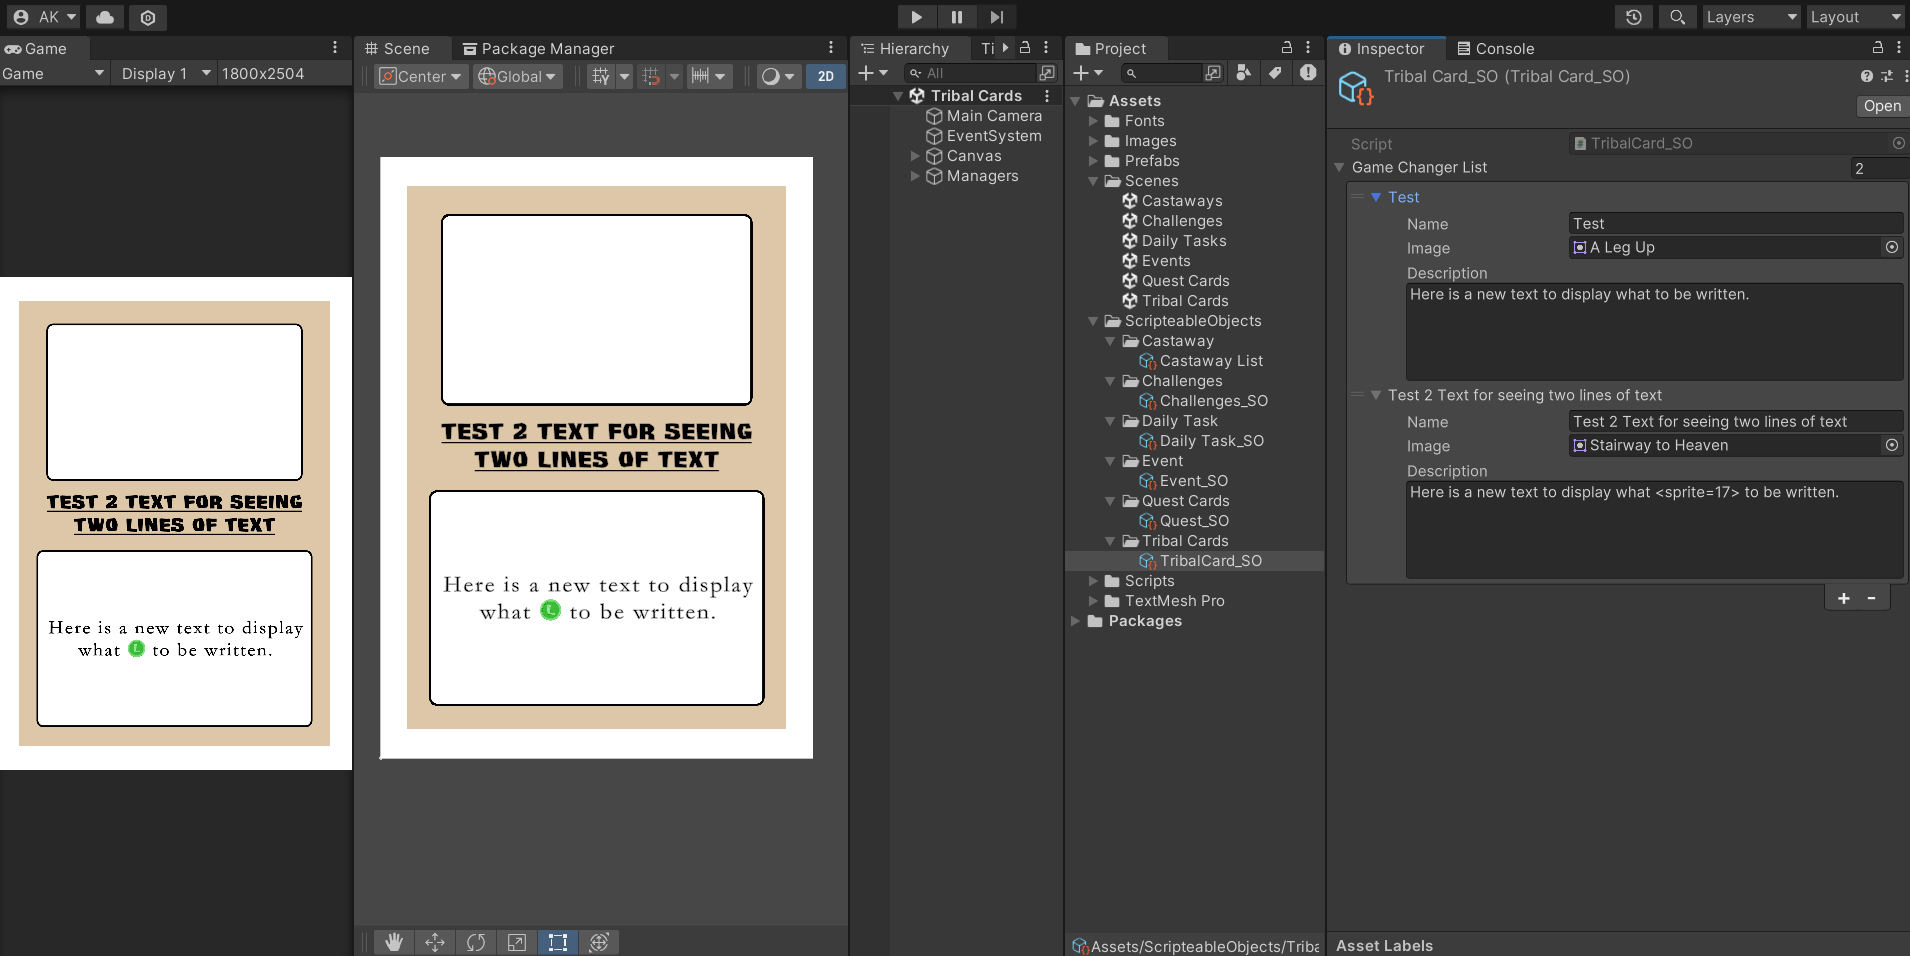 AK
Layers
Layout
Game
Scene
Package Manager
Hierarchy
Ti
Project
Inspector
Console
Game
Display 1
1800x2504
Center
Global
2D
All
Tribal Card_SO (Tribal Card_SO)
Open
Tribal Cards
Main Camera
EventSystem
Canvas
Managers
Assets
Fonts
Images
Prefabs
Scenes
Castaways
Challenges
Daily Tasks
Events
Quest Cards
Tribal Cards
ScripteableObjects
Castaway
Castaway List
Challenges
Challenges_SO
Daily Task
Daily Task_SO
Event
Event_SO
Quest Cards
Quest_SO
Tribal Cards
TribalCard_SO
Scripts
TextMesh Pro
Packages
Assets/ScripteableObjects/Triba
Script
TribalCard_SO
Game Changer List
2
Test
Name
Test
Image
A Leg Up
Description
Here is a new text to display what to be written.
Test 2 Text for seeing two lines of text
Name
Test 2 Text for seeing two lines of text
Image
Stairway to Heaven
Description
Here is a new text to display what <sprite=17> to be written.
+ -
Asset Labels
TEST 2 TEXT FOR SEEING
TWO LINES OF TEXT
Here is a new text to display
what L to be written.
TEST 2 TEXT FOR SEEING
TWO LINES OF TEXT
Here is a new text to display
what L to be written.